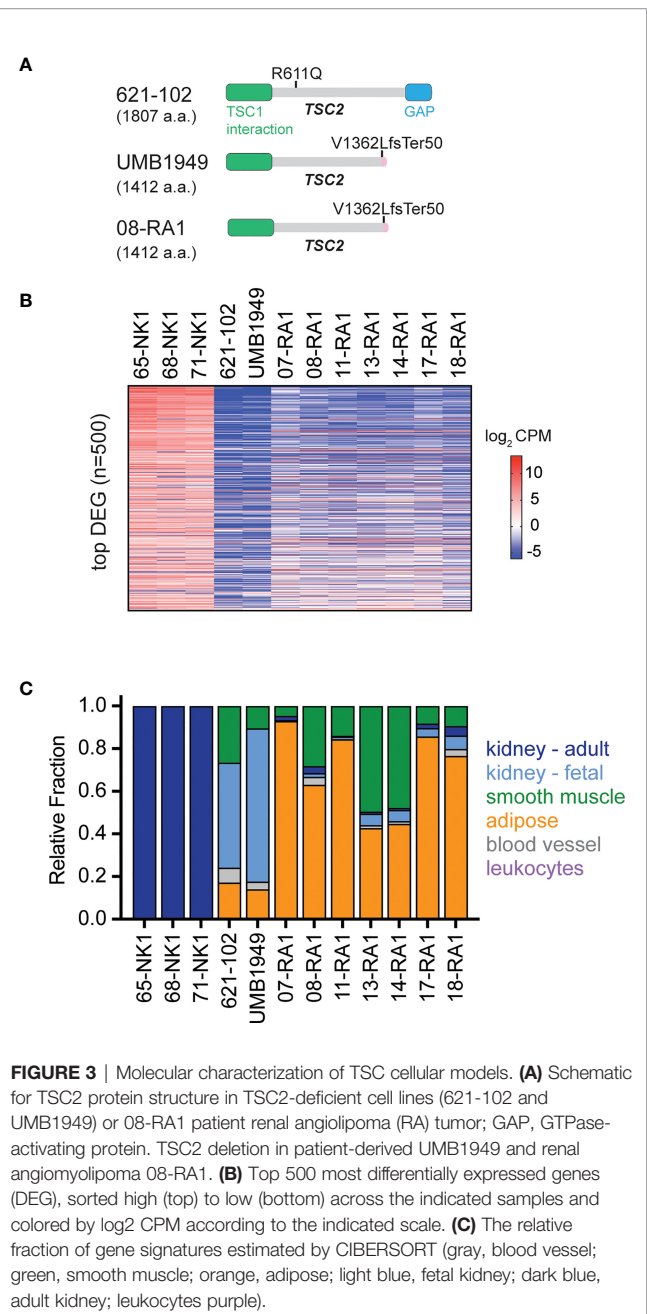 A
R611Q
621-102
(1807 a.a.)
TSC1
interaction
TSC2
GAP
V1362LfsTer50
UMB1949
(1412 a.a.)
TSC2
V1362LfsTer50
08-RA1
(1412 a.a.)
TSC2
B
65-NK1
68-NK1
71-NK1
621-102
UMB1949
07-RA1
08-RA1
11-RA1
13-RA1
14-RA1
17-RA1
18-RA1
top DEG (n=500)
log2 CPM
10
5
0
-5
C
Relative Fraction
1.0
0.8
0.6
0.4
0.2
0.0
kidney - adult
kidney - fetal
smooth muscle
adipose
blood vessel
leukocytes
65-NK1
68-NK1
71-NK1
621-102
UMB1949
07-RA1
08-RA1
11-RA1
13-RA1
14-RA1
17-RA1
18-RA1
FIGURE 3 | Molecular characterization of TSC cellular models. (A) Schematic
for TSC2 protein structure in TSC2-deficient cell lines (621-102 and
UMB1949) or 08-RA1 patient renal angiolipoma (RA) tumor; GAP, GTPase-
activating protein. TSC2 deletion in patient-derived UMB1949 and renal
angiomyolipoma 08-RA1. (B) Top 500 most differentially expressed genes
(DEG), sorted high (top) to low (bottom) across the indicated samples and
colored by log2 CPM according to the indicated scale. (C) The relative
fraction of gene signatures estimated by CIBERSORT (gray, blood vessel;
green, smooth muscle; orange, adipose; light blue, fetal kidney; dark blue,
adult kidney; leukocytes purple).